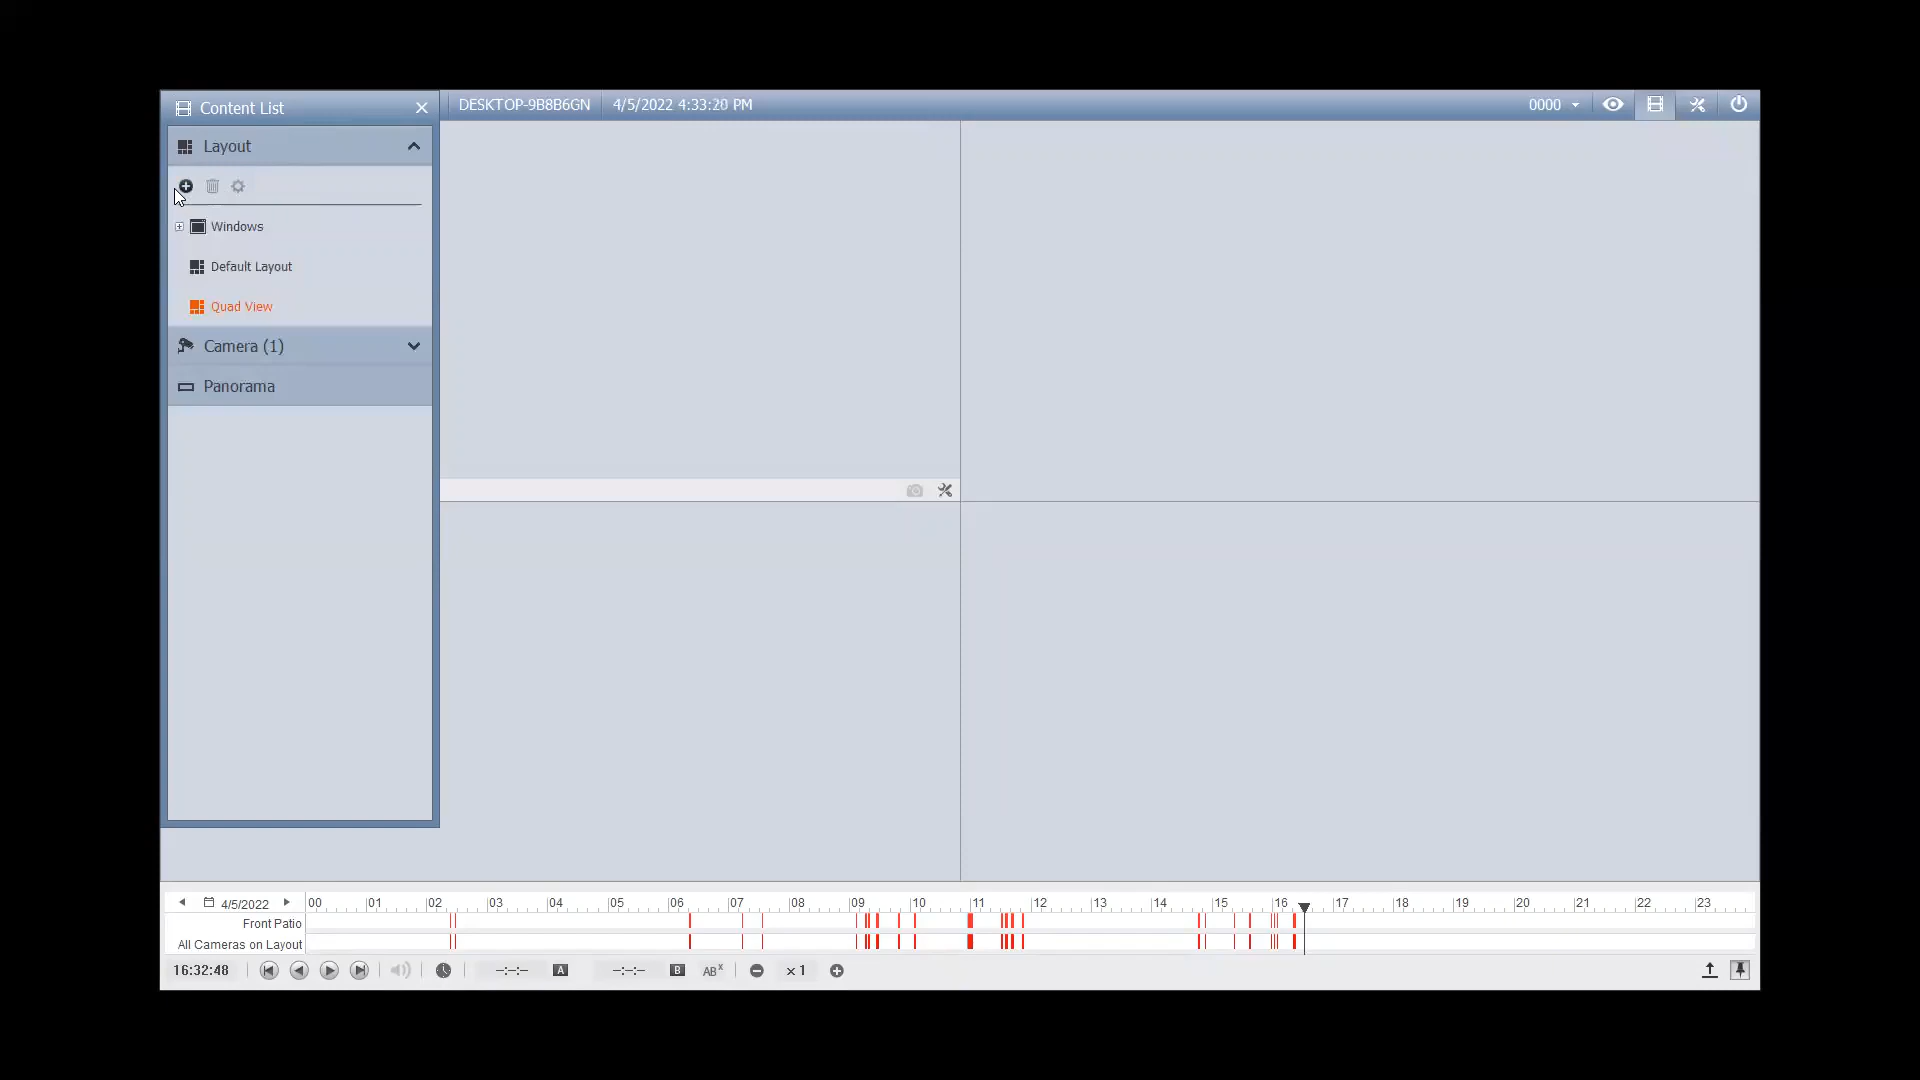 Content List
DESKTOP-9B8B6GN 4/5/2022 4:33:20 PM 0000
Layout
Windows
Default Layout
Quad View
Camera (1)
Panorama
4/5/2022 00 01 02 03 04 05 06 07 08 09 10 11 12 13 14 15 16 17 18 19 20 21 22 23
Front Patio
All Cameras on Layout
16:32:48 --:--:-- A --:--:-- B ABx x 1